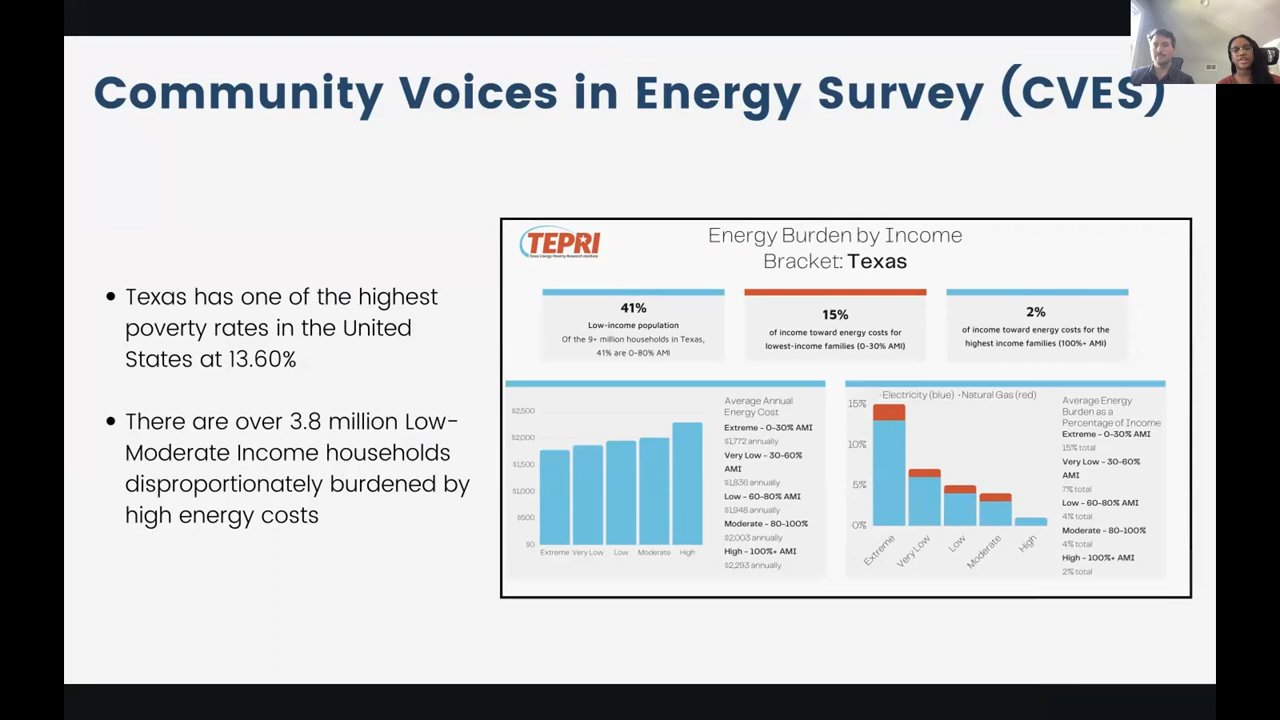 Community Voices in Energy Survey (CVES)
Texas has one of the highest
poverty rates in the United
States at 13.60%
There are over 3.8 million Low-
Moderate Income households
disproportionately burdened by
high energy costs
TEPRI
Texas Energy Poverty Research Institute
Energy Burden by Income
Bracket: Texas
41%
Low-income population
Of the 9+ million households in Texas,
41% are 0-80% AMI
15%
of income toward energy costs for
lowest-income families (0-30% AMI)
2%
of income toward energy costs for the
highest income families (100%+ AMI)
$2,500
$2,000
$1,500
$1,000
$500
$0
Extreme Very Low Low Moderate High
Average Annual
Energy Cost
Extreme - 0-30% AMI
$1,772 annually
Very Low - 30-60%
AMI
$1,836 annually
Low - 60-80% AMI
$1,948 annually
Moderate - 80-100%
$2,003 annually
High - 100%+ AMI
$2,293 annually
·Electricity (blue) ·Natural Gas (red)
15%
10%
5%
0%
Extreme Very Low Low Moderate High
Average Energy
Burden as a
Percentage of Income
Extreme - 0-30% AMI
15% total
Very Low - 30-60%
AMI
7% total
Low - 60-80% AMI
4% total
Moderate - 80-100%
4% total
High - 100%+ AMI
2% total